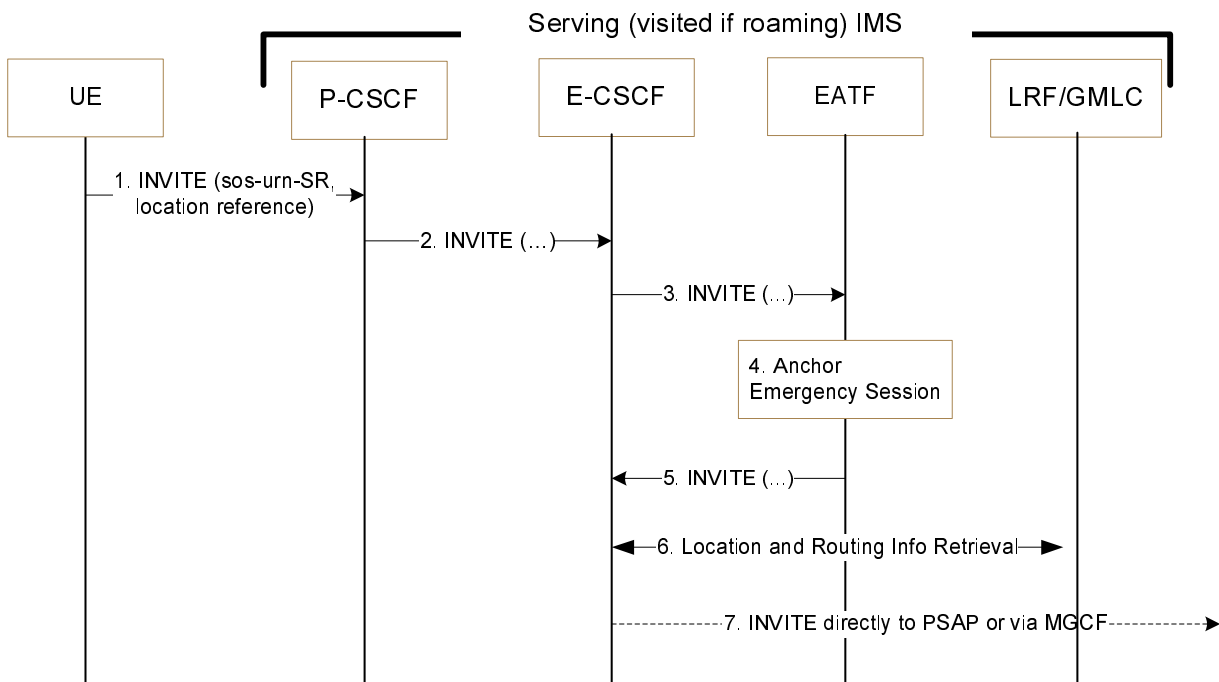 Serving (visited if roaming) IMS
UE
P-CSCF
E-CSCF
EATF
LRF/GMLC
1. INVITE (sos-urn-SR,
location reference)
2. INVITE (...)
3. INVITE (...)
4. Anchor
Emergency Session
5. INVITE (...)
6. Location and Routing Info Retrieval
7. INVITE directly to PSAP or via MGCF